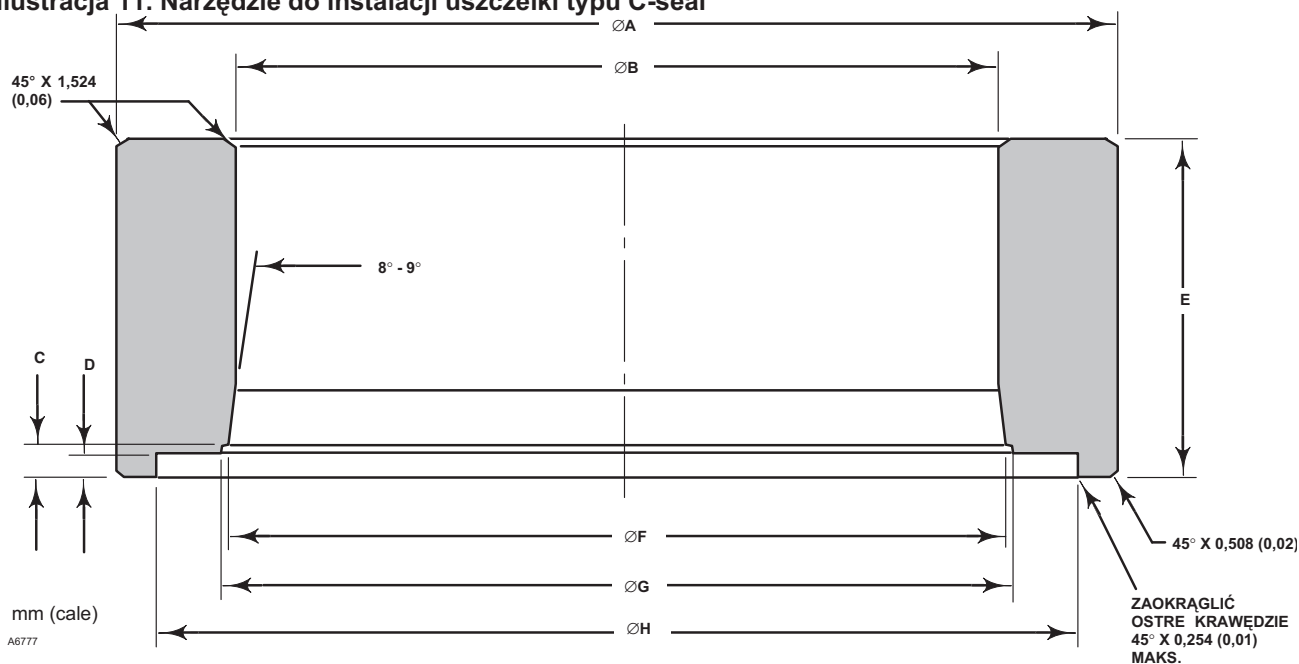 Ilustracja 11. Narzędzie do instalacji uszczelki typu C-seal
∅A
∅B
45° X 1,524
(0,06)
8° - 9°
E
C
D
∅F
45° X 0,508 (0,02)
∅G
mm (cale)
∅H
A6777
ZAOKRĄGLIĆ
OSTRE KRAWĘDZIE
45° X 0,254 (0,01)
MAKS.